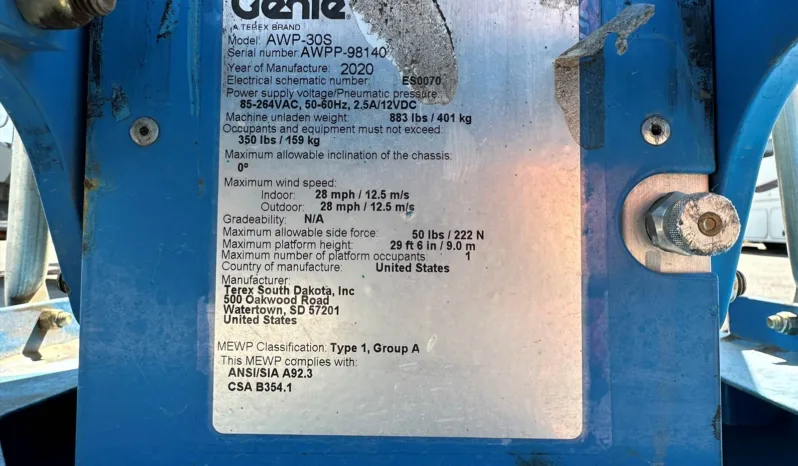 Genie®
A TEREX BRAND
Model: AWP-30S
Serial number: AWPP-98140
Year of Manufacture: 2020
Electrical schematic number: ES0070
Power supply voltage/Pneumatic pressure:
85-264VAC, 50-60Hz, 2.5A/12VDC
Machine unladen weight: 883 lbs / 401 kg
Occupants and equipment must not exceed:
350 lbs / 159 kg
Maximum allowable inclination of the chassis:
0°
Maximum wind speed:
Indoor: 28 mph / 12.5 m/s
Outdoor: 28 mph / 12.5 m/s
Gradeability: N/A
Maximum allowable side force: 50 lbs / 222 N
Maximum platform height: 29 ft 6 in / 9.0 m
Maximum number of platform occupants: 1
Country of manufacture: United States
Manufacturer:
Terex South Dakota, Inc
500 Oakwood Road
Watertown, SD 57201
United States
MEWP Classification: Type 1, Group A
This MEWP complies with:
ANSI/SIA A92.3
CSA B354.1